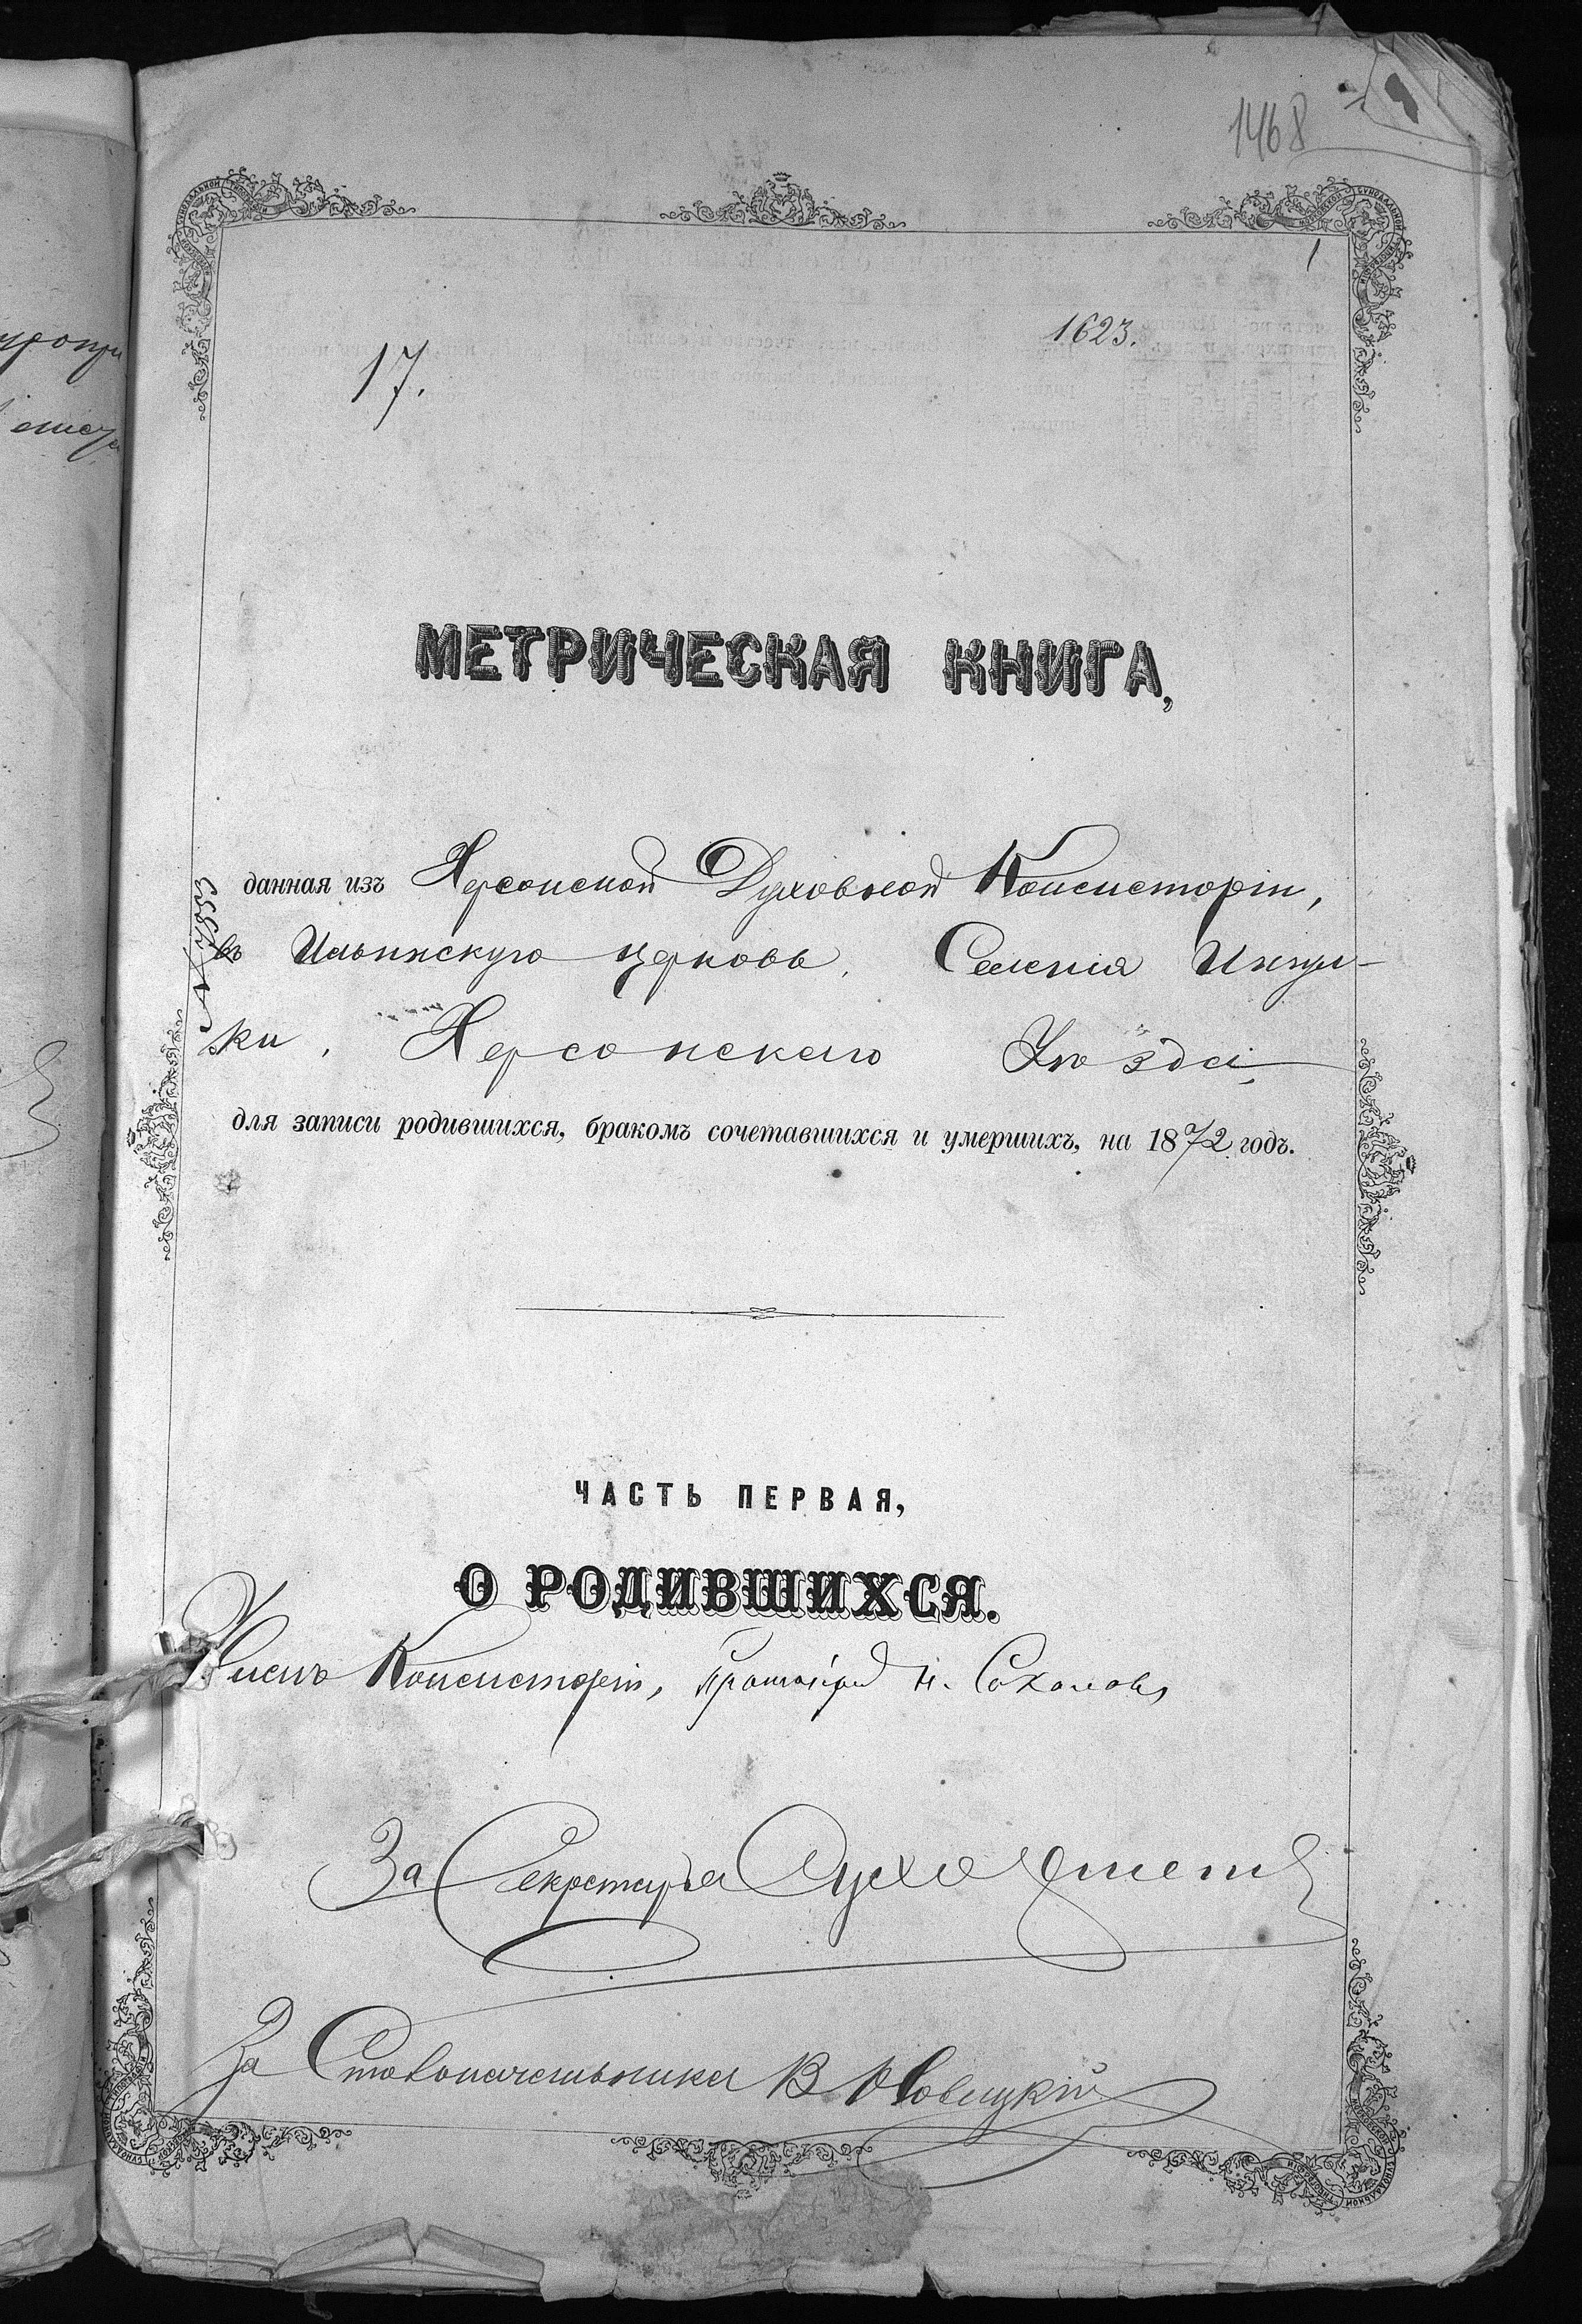 1468
1
1623.
17.
МЕТРИЧЕСКАЯ КНИГА,
данная изъ Херсонской Духовной Консисторіи,
въ Ильинскую церковь, Селенія Ингул-
ки, Херсонскаго Уѣзда,
для записи родившихся, бракомъ сочетавшихся и умершихъ, на 1872 годъ.
ЧАСТЬ ПЕРВАЯ,
О РОДИВШИХСЯ.
Членъ Консисторіи, Протоіерей Н. Соколовъ
За Секретаря
За Столоначальника В Новицкій